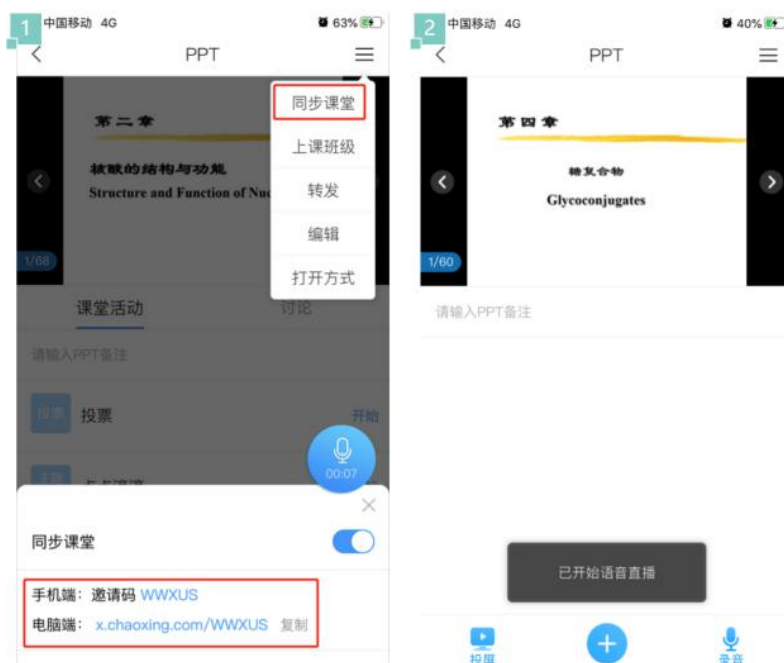 1
中国移动 4G
63%
PPT
同步课堂
上课班级
转发
编辑
打开方式
第二章
核酸的结构与功能
Structure and Function of Nuc
1/68
课堂活动
讨论
请输入PPT备注
投票
投票
开始
00:07
同步课堂
手机端：邀请码 WWXUS
电脑端： x.chaoxing.com/WWXUS 复制
2
中国移动 4G
40%
PPT
第四章
糖复合物
Glycoconjugates
1/60
请输入PPT备注
已开始语音直播
投屏
录音